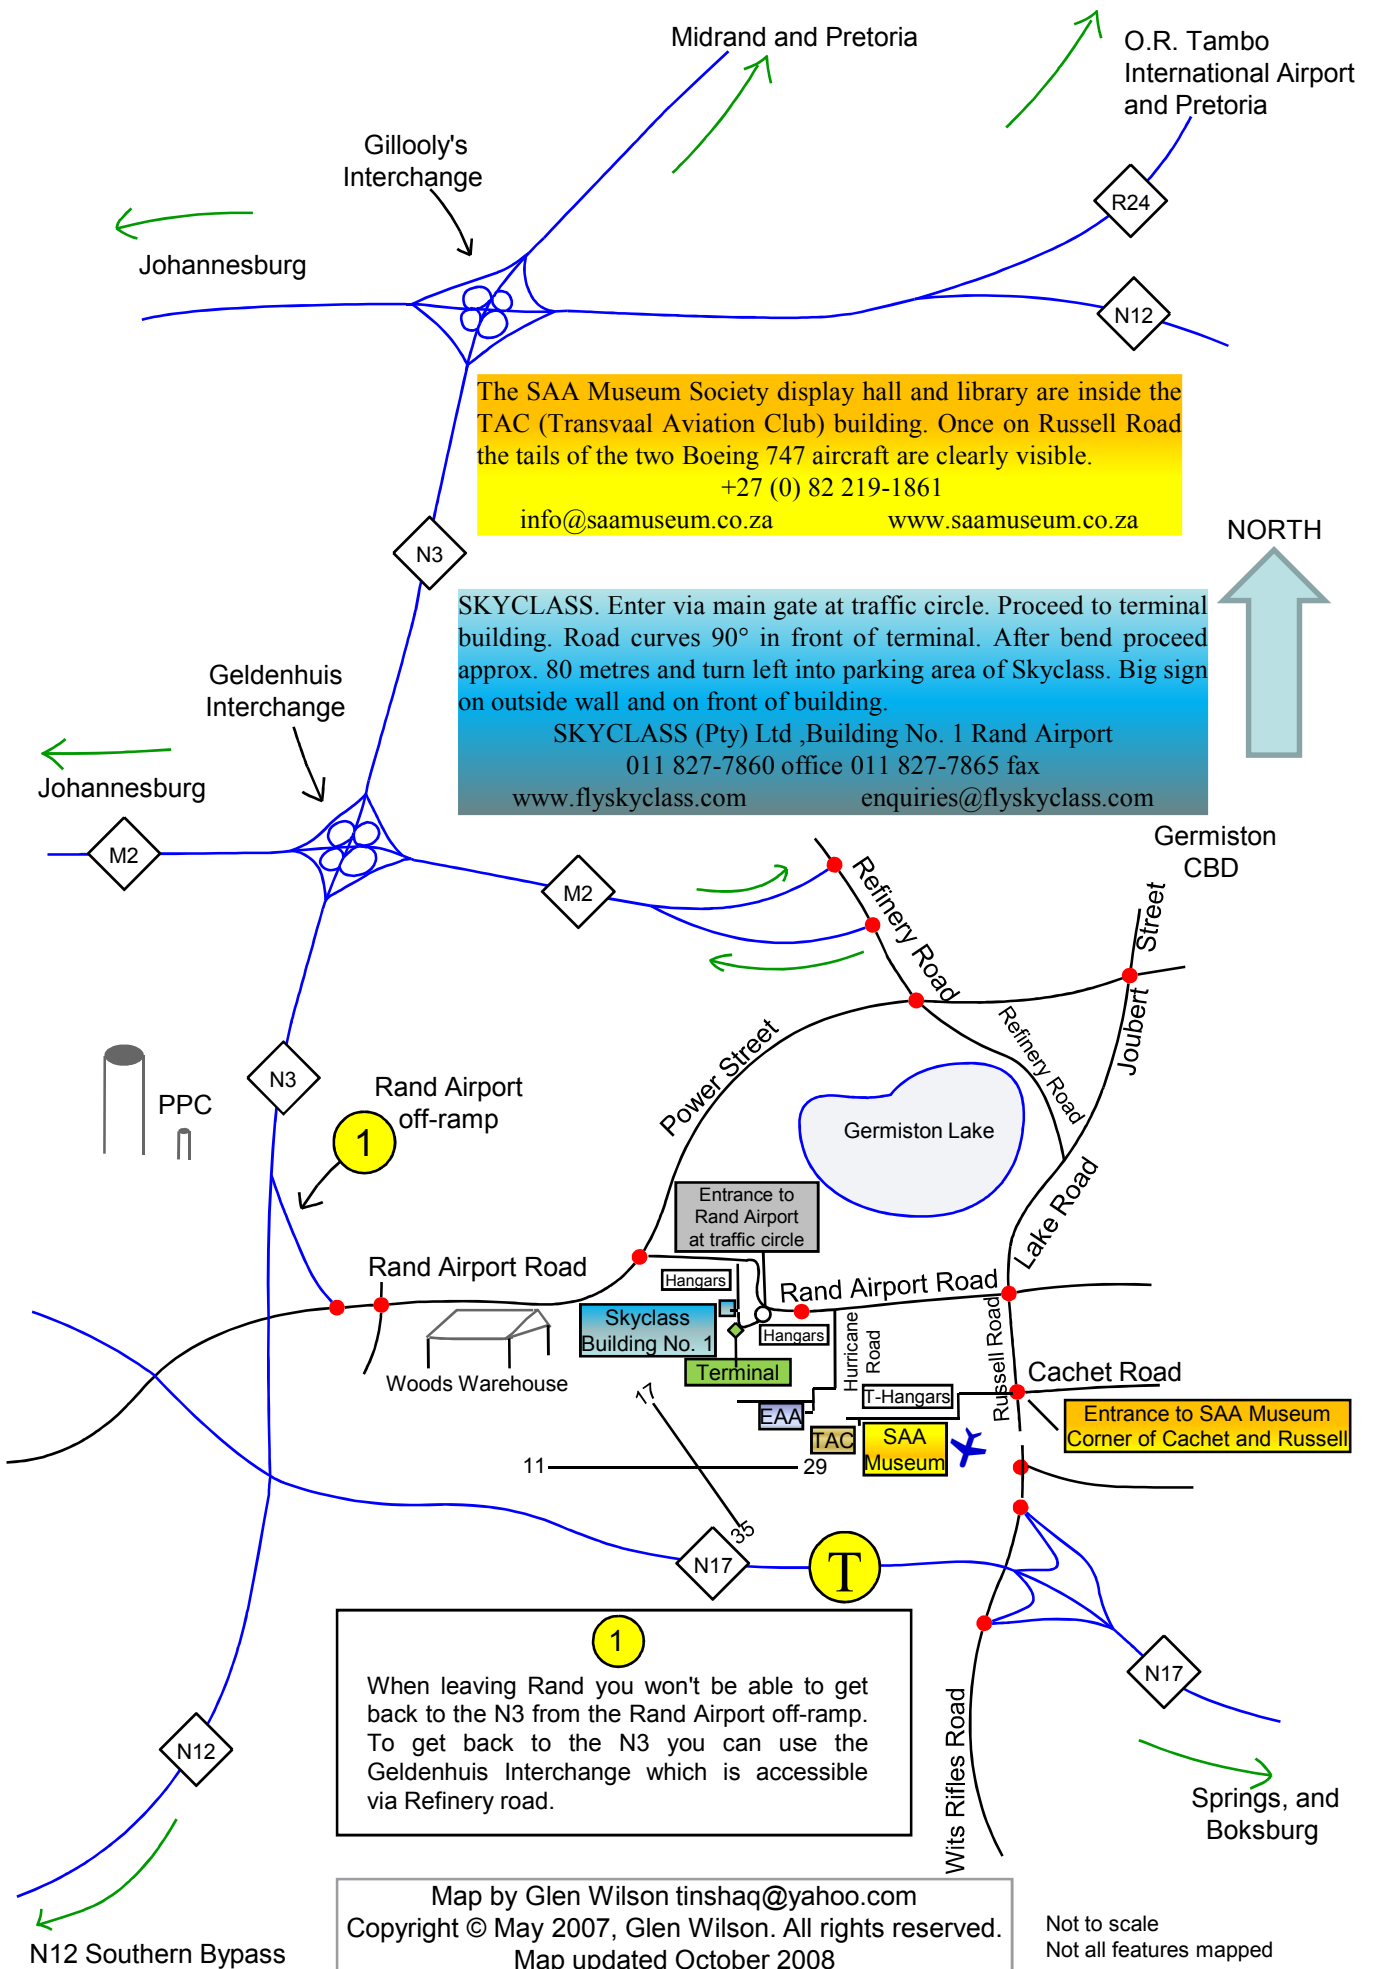 Midrand and Pretoria
O.R. Tambo
International Airport
and Pretoria
Gillooly's
Interchange
R24
Johannesburg
N12
The SAA Museum Society display hall and library are inside the
TAC (Transvaal Aviation Club) building. Once on Russell Road
the tails of the two Boeing 747 aircraft are clearly visible.
+27 (0) 82 219-1861
info@saamuseum.co.za www.saamuseum.co.za
N3
NORTH
SKYCLASS. Enter via main gate at traffic circle. Proceed to terminal
building. Road curves 90° in front of terminal. After bend proceed
approx. 80 metres and turn left into parking area of Skyclass. Big sign
on outside wall and on front of building.
SKYCLASS (Pty) Ltd ,Building No. 1 Rand Airport
011 827-7860 office 011 827-7865 fax
www.flyskyclass.com enquiries@flyskyclass.com
Geldenhuis
Interchange
Johannesburg
M2
M2
Germiston
CBD
Refinery Road
Joubert Street
Refinery Road
Power Street
N3
PPC
Rand Airport
off-ramp
1
Germiston Lake
Lake Road
Entrance to
Rand Airport
at traffic circle
Rand Airport Road
Hangars
Rand Airport Road
Skyclass
Building No. 1
Hangars
Hurricane
Road
Russell Road
Terminal
Woods Warehouse
Cachet Road
T-Hangars
17
EAA
TAC
SAA
Museum
Entrance to SAA Museum
Corner of Cachet and Russell
11
29
35
N17
T
1
When leaving Rand you won't be able to get
back to the N3 from the Rand Airport off-ramp.
To get back to the N3 you can use the
Geldenhuis Interchange which is accessible
via Refinery road.
N17
Wits Rifles Road
N12
Springs, and
Boksburg
N12 Southern Bypass
Map by Glen Wilson tinshaq@yahoo.com
Copyright © May 2007, Glen Wilson. All rights reserved.
Map updated October 2008
Not to scale
Not all features mapped